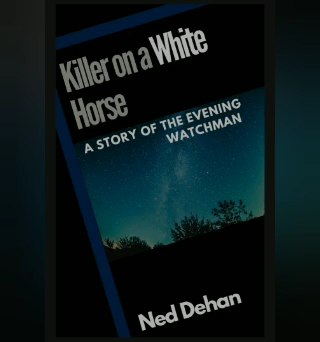 Killer on a White
Horse
A STORY OF THE EVENING
WATCHMAN
Ned Dehan